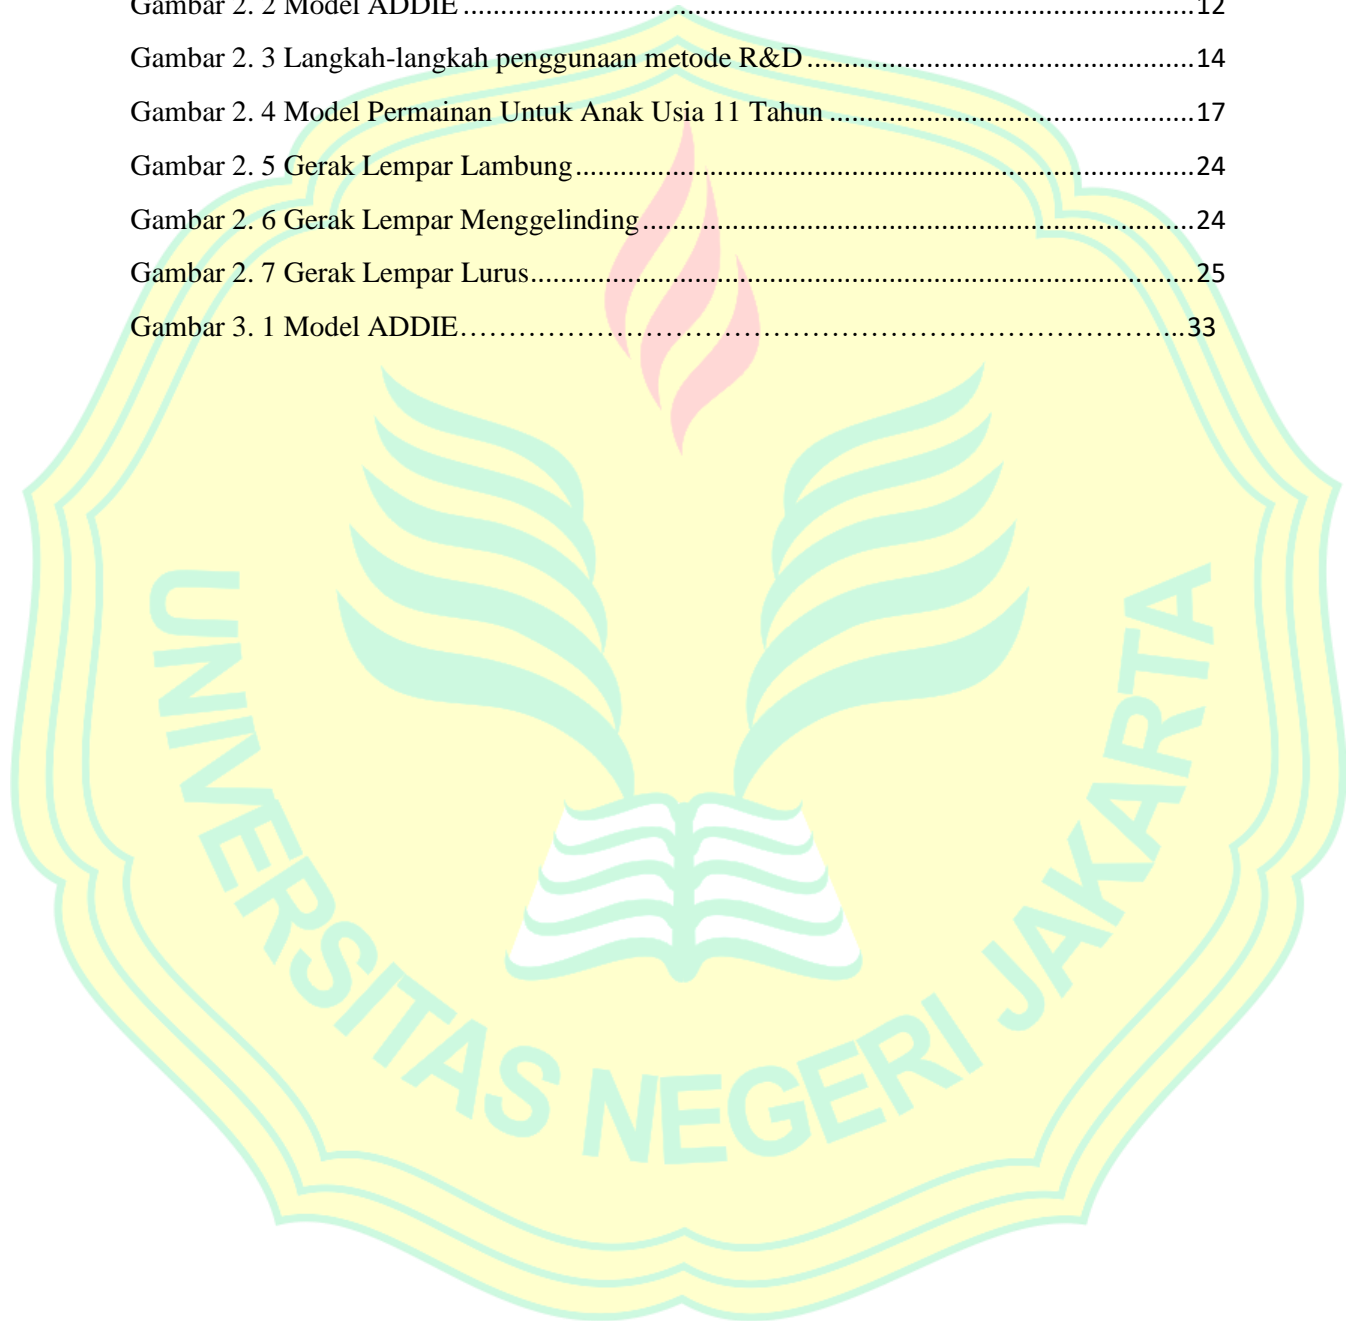 Gambar 2. 2 Model ADDIE....................................................................................................12
Gambar 2. 3 Langkah-langkah penggunaan metode R&D....................................................14
Gambar 2. 4 Model Permainan Untuk Anak Usia 11 Tahun.................................................17
Gambar 2. 5 Gerak Lempar Lambung...................................................................................24
Gambar 2. 6 Gerak Lempar Menggelinding..........................................................................24
Gambar 2. 7 Gerak Lempar Lurus.........................................................................................25
Gambar 3. 1 Model ADDIE……………………………………………………………………...33
UNIVERSITAS NEGERI JAKARTA